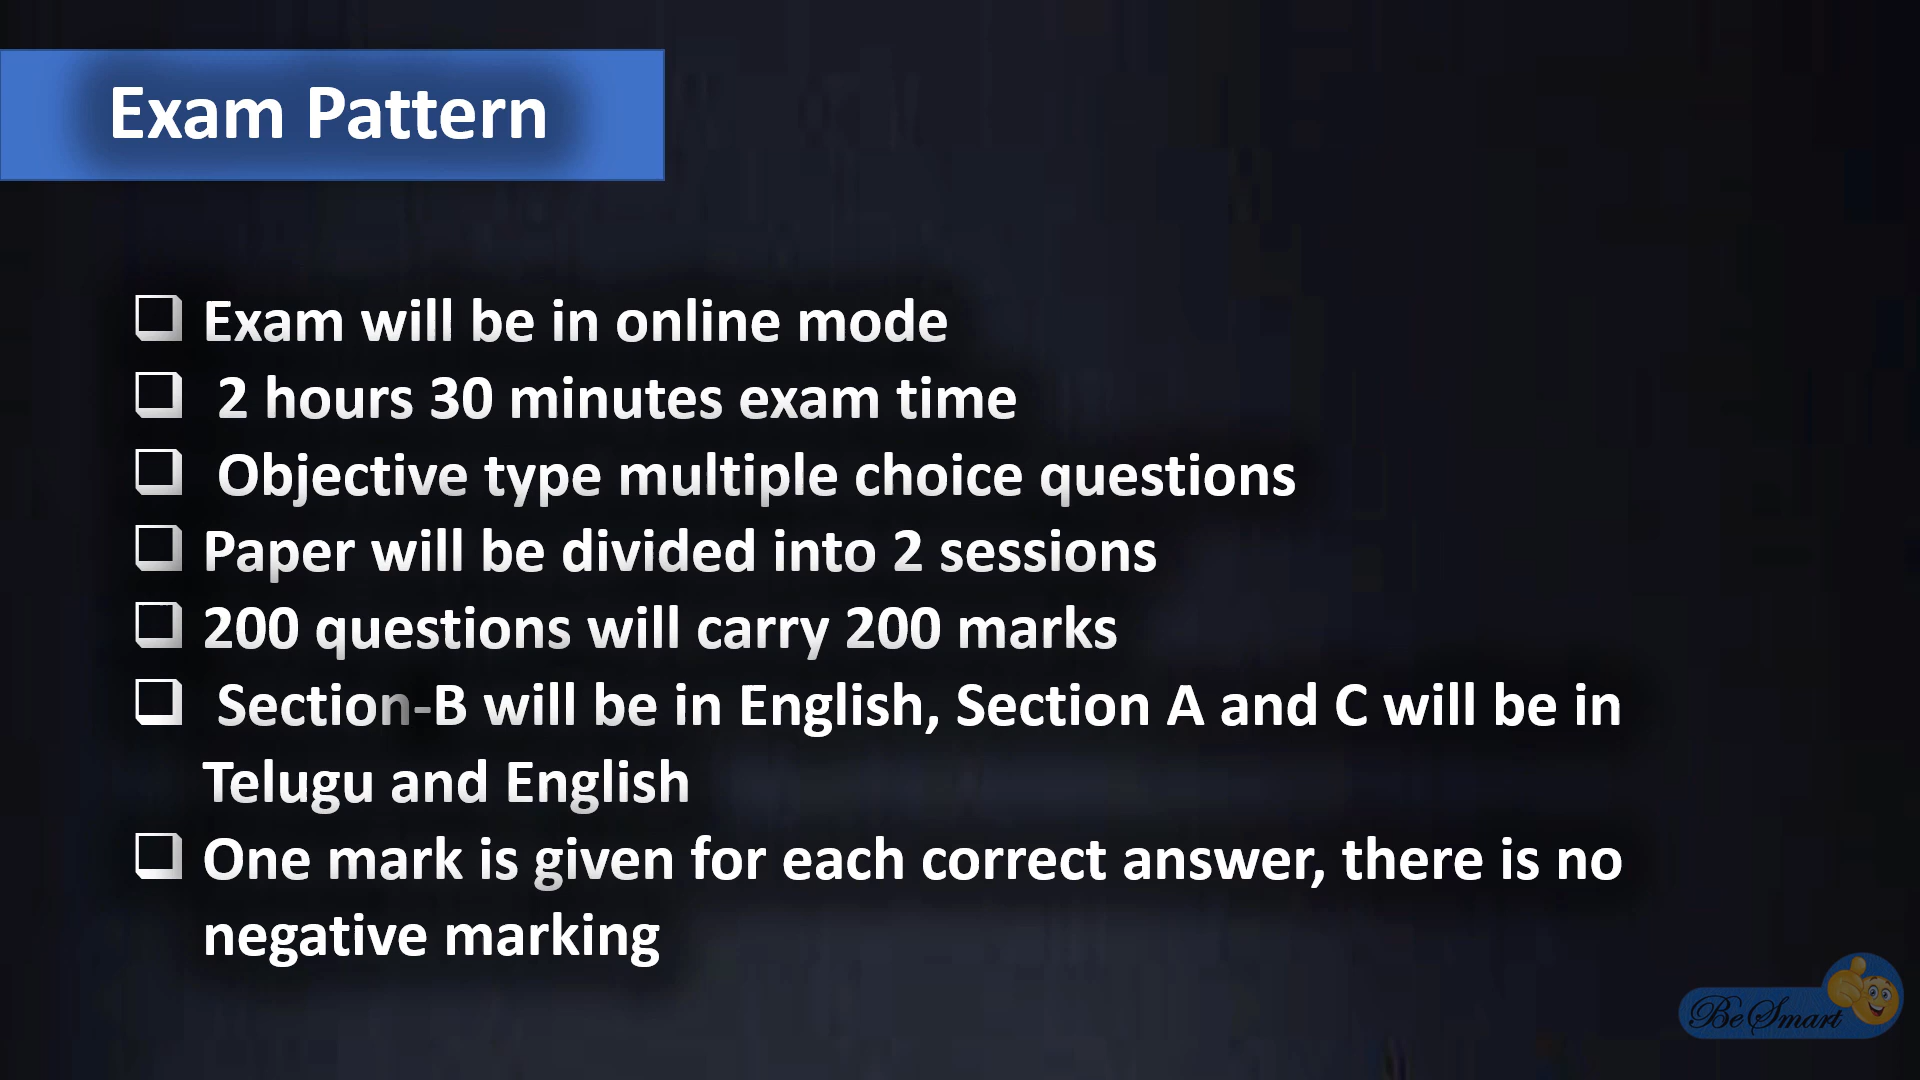 Exam Pattern
Exam will be in online mode
2 hours 30 minutes exam time
Objective type multiple choice questions
Paper will be divided into 2 sessions
200 questions will carry 200 marks
Section-B will be in English, Section A and C will be in
Telugu and English
One mark is given for each correct answer, there is no
negative marking
Be Smart